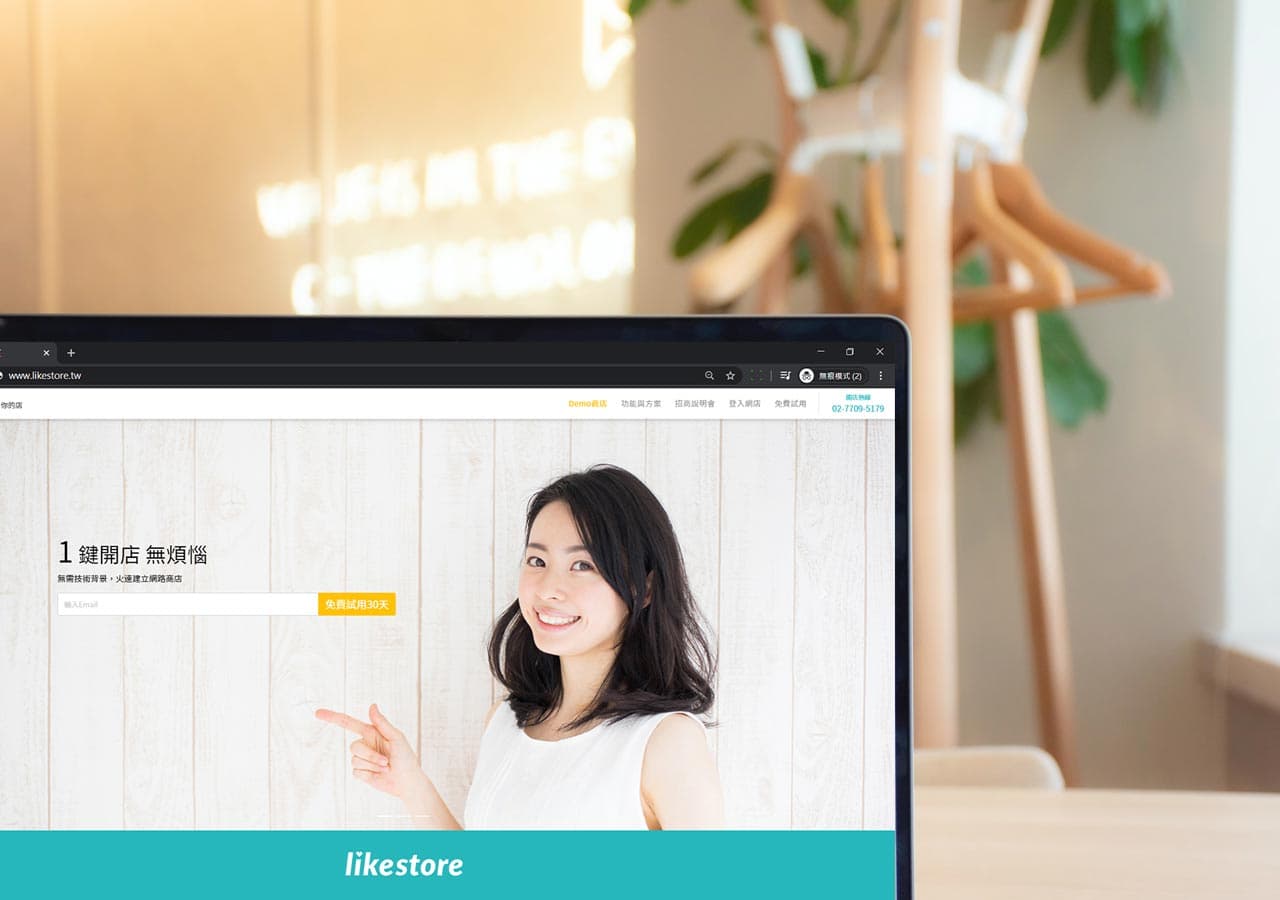 www.likestore.tw
無痕模式 (2)
你的店
Demo商店
功能與方案
招商說明會
登入網店
免費試用
開店熱線
02-7709-5179
1 鍵開店 無煩惱
無需技術背景，火速建立網路商店
輸入Email
免費試用30天
likestore